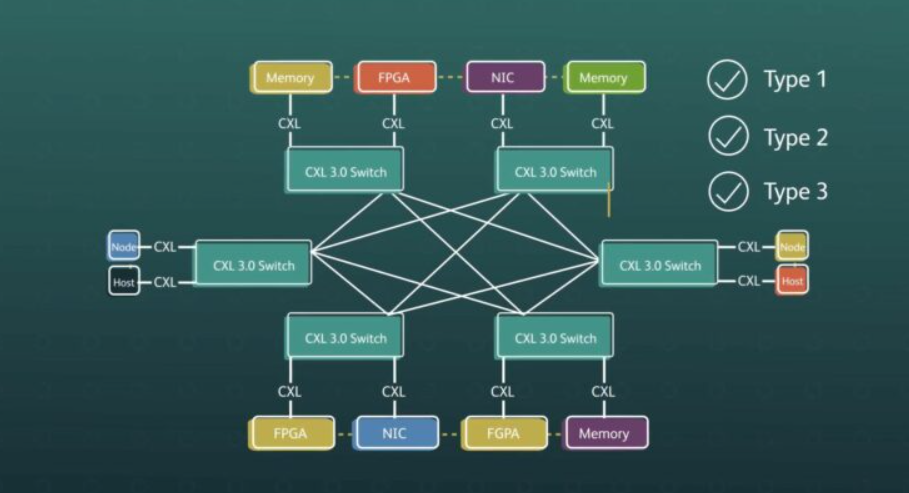 Memory FPGA NIC Memory
Type 1
CXL CXL CXL CXL
Type 2
CXL 3.0 Switch CXL 3.0 Switch
Type 3
Node CXL CXL Node
CXL 3.0 Switch CXL 3.0 Switch
Host CXL CXL Host
CXL 3.0 Switch CXL 3.0 Switch
CXL CXL CXL CXL
FPGA NIC FGPA Memory